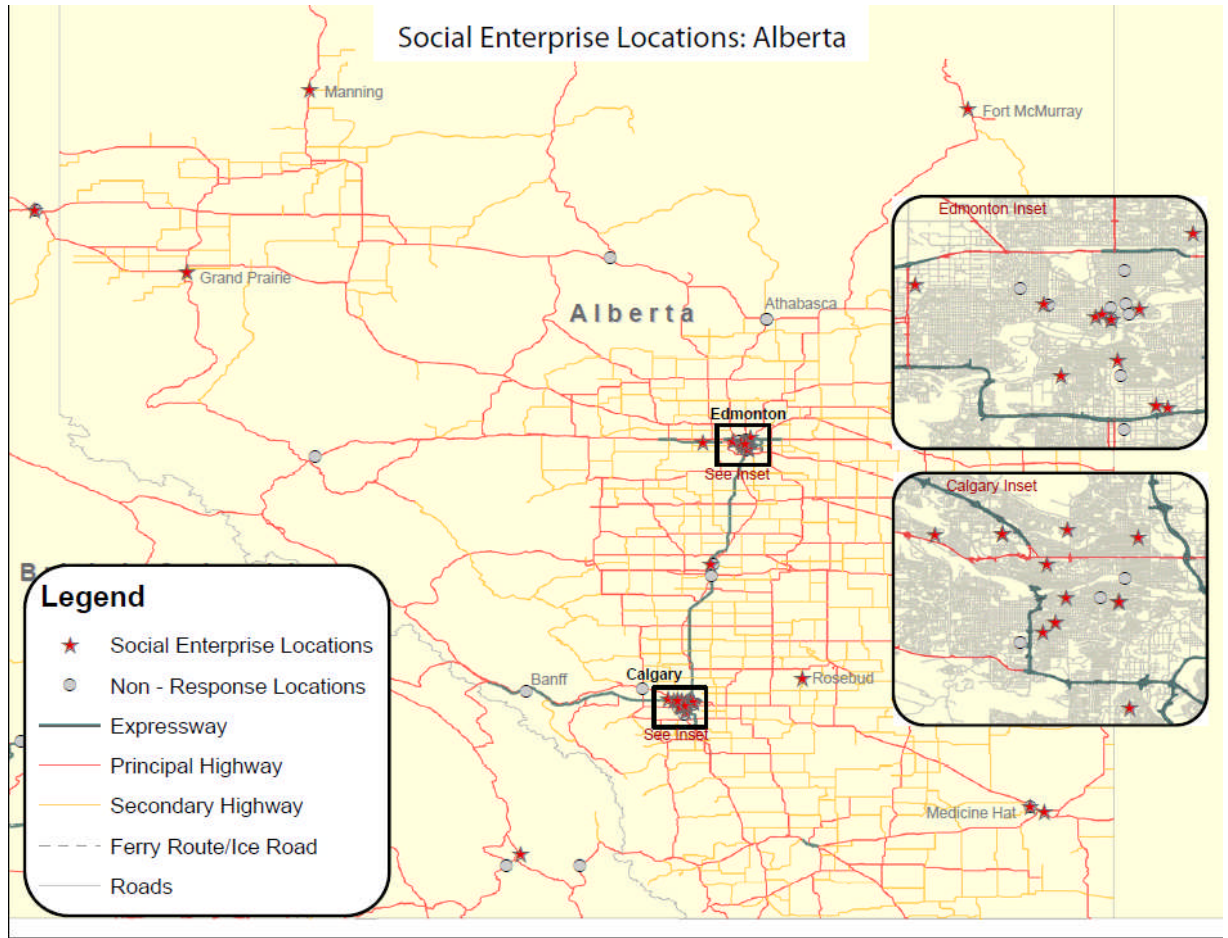 Social Enterprise Locations: Alberta
Manning
Fort McMurray
Edmonton Inset
Grand Prairie
Alberta
Athabasca
Edmonton
See Inset
Calgary Inset
Legend
Social Enterprise Locations
Non - Response Locations
Expressway
Principal Highway
Secondary Highway
Ferry Route/Ice Road
Roads
Banff
Calgary
Rosebud
See Inset
Medicine Hat